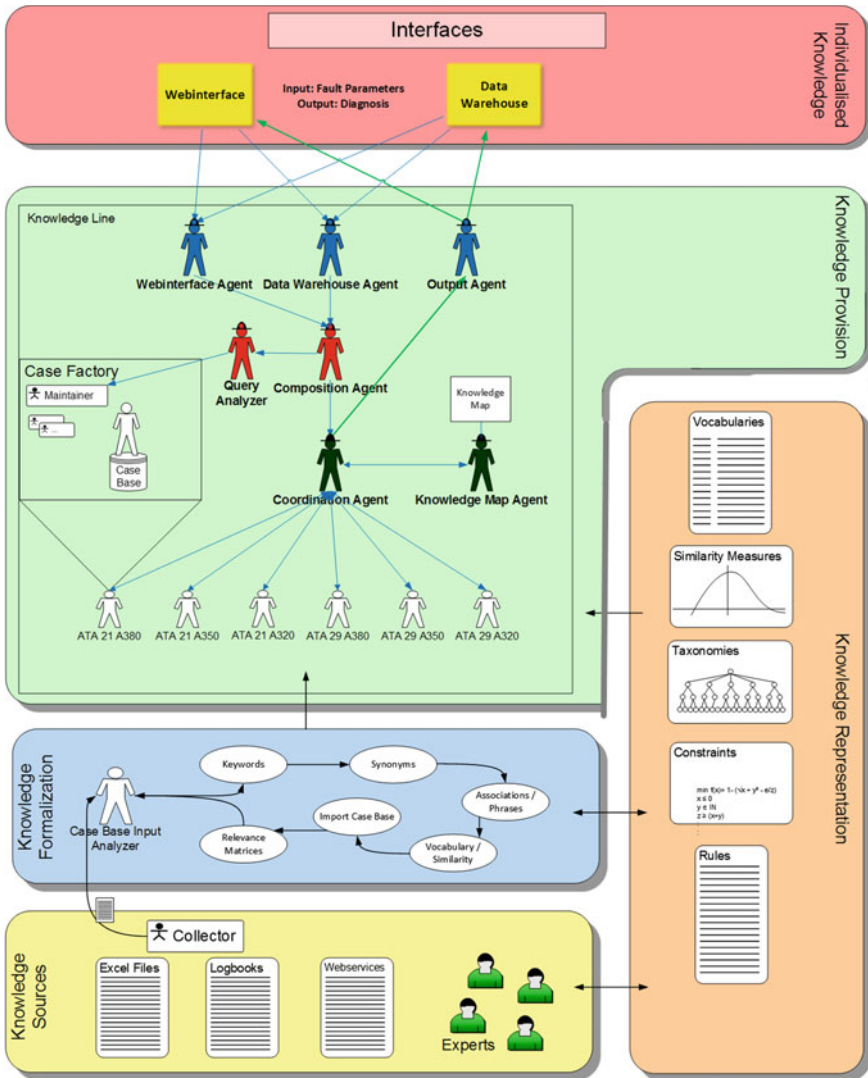 Interfaces
Individualised
Knowledge
Webinterface
Input: Fault Parameters
Output: Diagnosis
Data
Warehouse
Knowledge Line
Knowledge Provision
Webinterface Agent
Data Warehouse Agent
Output Agent
Case Factory
Maintainer
...
Case
Base
Query
Analyzer
Composition Agent
Knowledge
Map
Coordination Agent
Knowledge Map Agent
ATA 21 A380
ATA 21 A350
ATA 21 A320
ATA 29 A380
ATA 29 A350
ATA 29 A320
Knowledge Representation
Vocabularies
Similarity Measures
Taxonomies
Constraints
x ≤ 0
y ∈ IN
z ≥ (x+y)
:
Rules
Knowledge
Formalization
Case Base Input
Analyzer
Keywords
Synonyms
Associations /
Phrases
Vocabulary /
Similarity
Import Case Base
Relevance
Matrices
Knowledge
Sources
Collector
Excel Files
Logbooks
Webservices
Experts